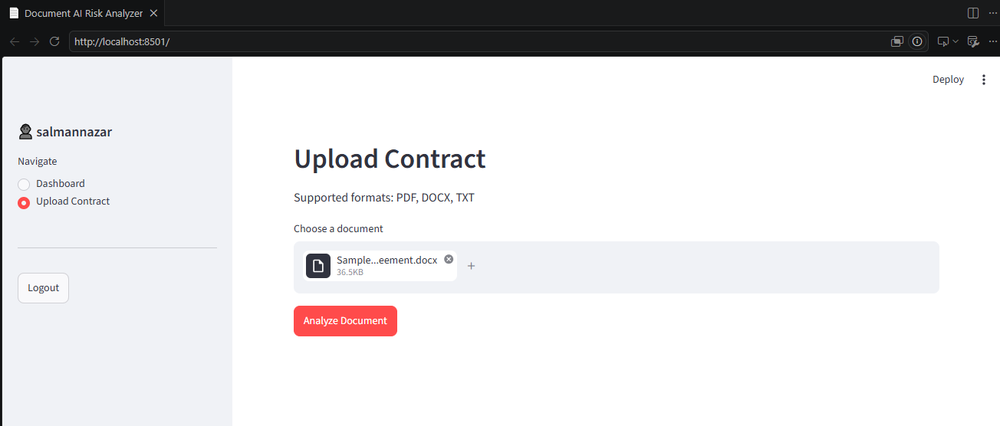 Document AI Risk Analyzer
http://localhost:8501/
Deploy
salmannazar
Navigate
Dashboard
Upload Contract
Logout
Upload Contract
Supported formats: PDF, DOCX, TXT
Choose a document
Sample...eement.docx
36.5KB
Analyze Document